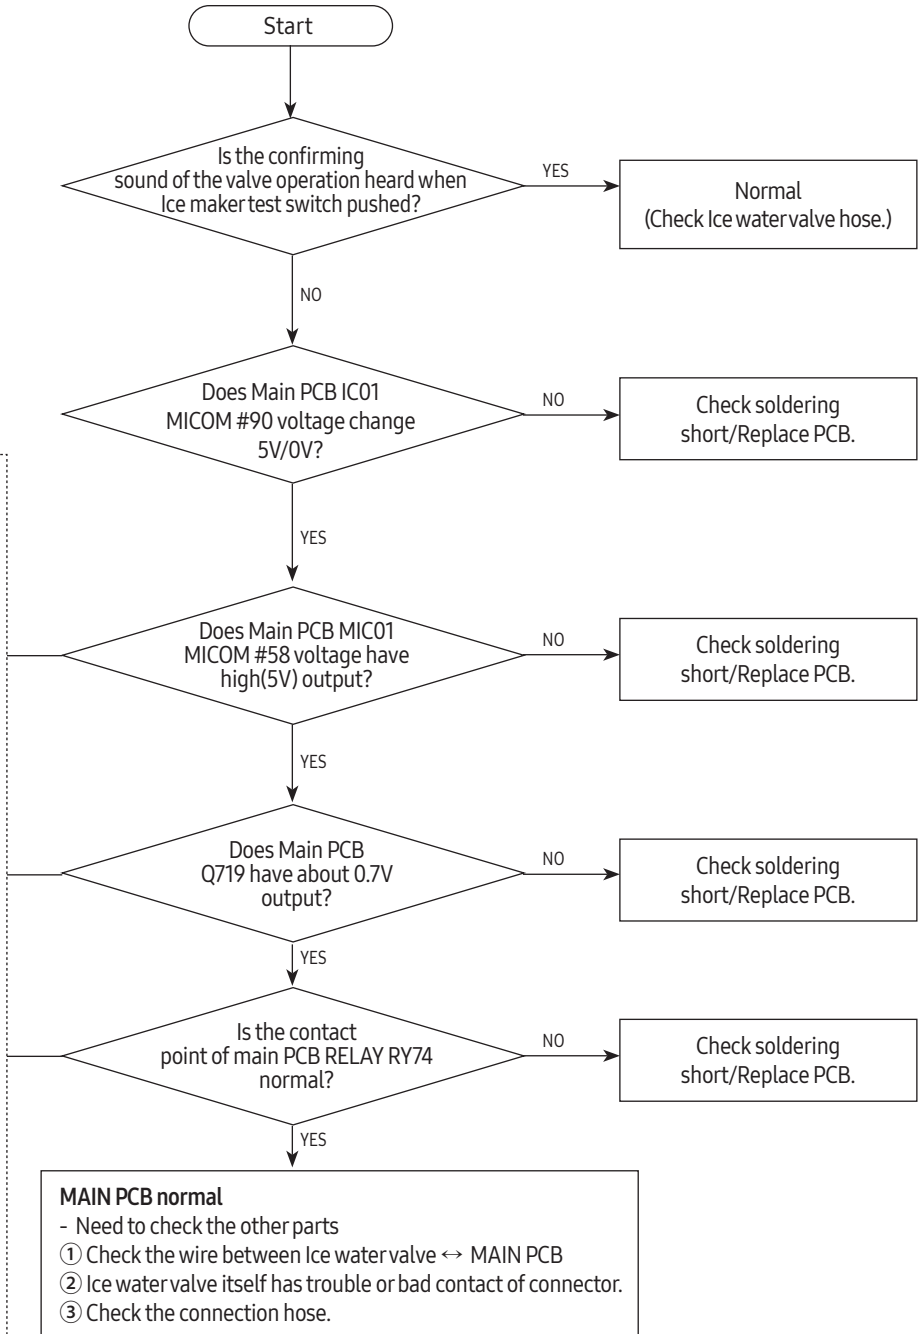 Start
Is the confirming
sound of the valve operation heard when
Ice maker test switch pushed?
YES
Normal
(Check Ice water valve hose.)
NO
Does Main PCB IC01
MICOM #90 voltage change
5V/0V?
NO
Check soldering
short/Replace PCB.
YES
Does Main PCB MIC01
MICOM #58 voltage have
high(5V) output?
NO
Check soldering
short/Replace PCB.
YES
Does Main PCB
Q719 have about 0.7V
output?
NO
Check soldering
short/Replace PCB.
YES
Is the contact
point of main PCB RELAY RY74
normal?
NO
Check soldering
short/Replace PCB.
YES
MAIN PCB normal
- Need to check the other parts
① Check the wire between Ice water valve ↔ MAIN PCB
② Ice water valve itself has trouble or bad contact of connector.
③ Check the connection hose.